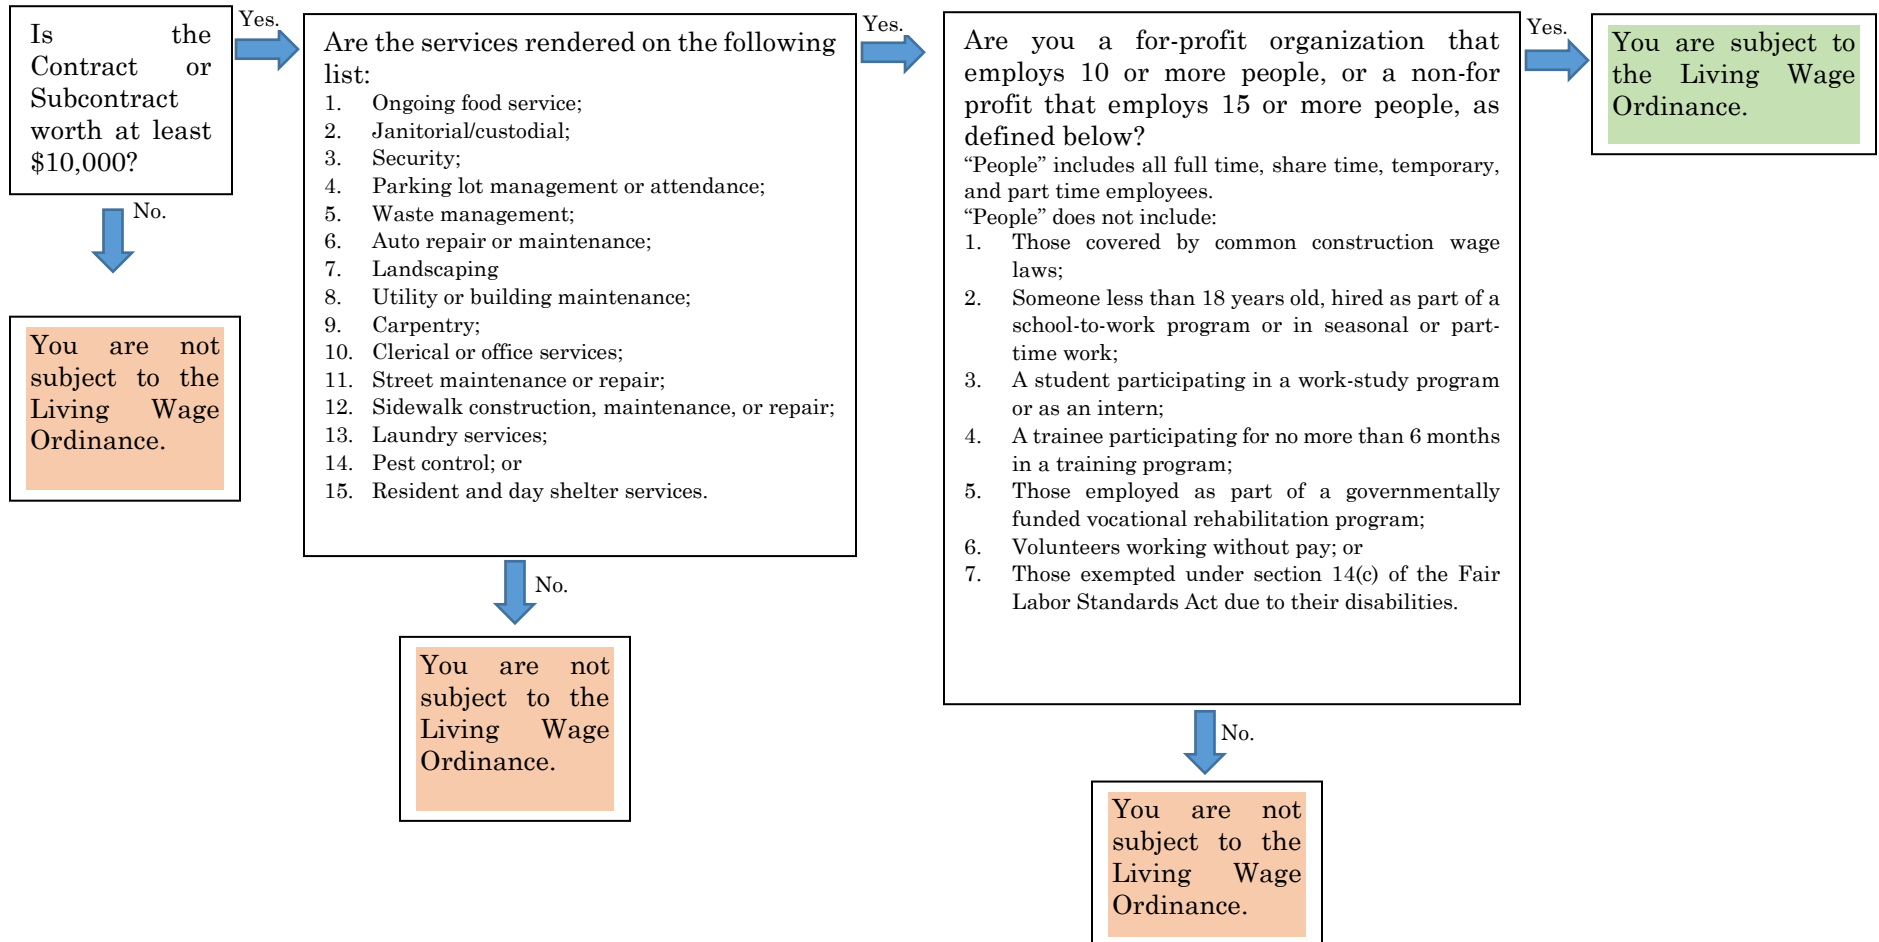 Is the
Contract or
Subcontract
worth at least
$10,000?
Yes.
No.
You are not
subject to the
Living Wage
Ordinance.
Are the services rendered on the following
list:
1. Ongoing food service;
2. Janitorial/custodial;
3. Security;
4. Parking lot management or attendance;
5. Waste management;
6. Auto repair or maintenance;
7. Landscaping
8. Utility or building maintenance;
9. Carpentry;
10. Clerical or office services;
11. Street maintenance or repair;
12. Sidewalk construction, maintenance, or repair;
13. Laundry services;
14. Pest control; or
15. Resident and day shelter services.
Yes.
No.
You are not
subject to the
Living Wage
Ordinance.
Are you a for-profit organization that
employs 10 or more people, or a non-for
profit that employs 15 or more people, as
defined below?
“People” includes all full time, share time, temporary,
and part time employees.
“People” does not include:
1. Those covered by common construction wage
laws;
2. Someone less than 18 years old, hired as part of a
school-to-work program or in seasonal or part-
time work;
3. A student participating in a work-study program
or as an intern;
4. A trainee participating for no more than 6 months
in a training program;
5. Those employed as part of a governmentally
funded vocational rehabilitation program;
6. Volunteers working without pay; or
7. Those exempted under section 14(c) of the Fair
Labor Standards Act due to their disabilities.
Yes.
No.
You are not
subject to the
Living Wage
Ordinance.
You are subject to
the Living Wage
Ordinance.